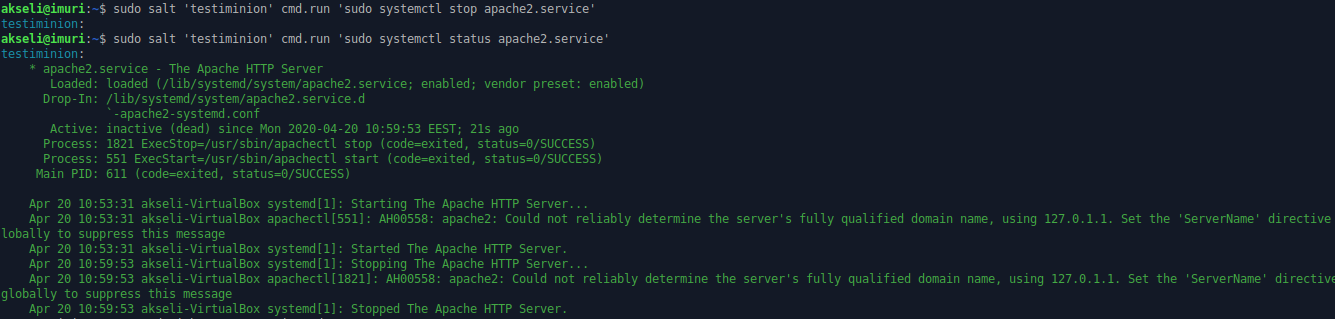 akseli@imuri:~$ sudo salt 'testiminion' cmd.run 'sudo systemctl stop apache2.service'
testiminion:
akseli@imuri:~$ sudo salt 'testiminion' cmd.run 'sudo systemctl status apache2.service'
testiminion:
    * apache2.service - The Apache HTTP Server
       Loaded: loaded (/lib/systemd/system/apache2.service; enabled; vendor preset: enabled)
      Drop-In: /lib/systemd/system/apache2.service.d
               `-apache2-systemd.conf
       Active: inactive (dead) since Mon 2020-04-20 10:59:53 EEST; 21s ago
      Process: 1821 ExecStop=/usr/sbin/apachectl stop (code=exited, status=0/SUCCESS)
      Process: 551 ExecStart=/usr/sbin/apachectl start (code=exited, status=0/SUCCESS)
     Main PID: 611 (code=exited, status=0/SUCCESS)

    Apr 20 10:53:31 akseli-VirtualBox systemd[1]: Starting The Apache HTTP Server...
    Apr 20 10:53:31 akseli-VirtualBox apachectl[551]: AH00558: apache2: Could not reliably determine the server's fully qualified domain name, using 127.0.1.1. Set the 'ServerName' directive
lobally to suppress this message
    Apr 20 10:53:31 akseli-VirtualBox systemd[1]: Started The Apache HTTP Server.
    Apr 20 10:59:53 akseli-VirtualBox systemd[1]: Stopping The Apache HTTP Server...
    Apr 20 10:59:53 akseli-VirtualBox apachectl[1821]: AH00558: apache2: Could not reliably determine the server's fully qualified domain name, using 127.0.1.1. Set the 'ServerName' directive
globally to suppress this message
    Apr 20 10:59:53 akseli-VirtualBox systemd[1]: Stopped The Apache HTTP Server.